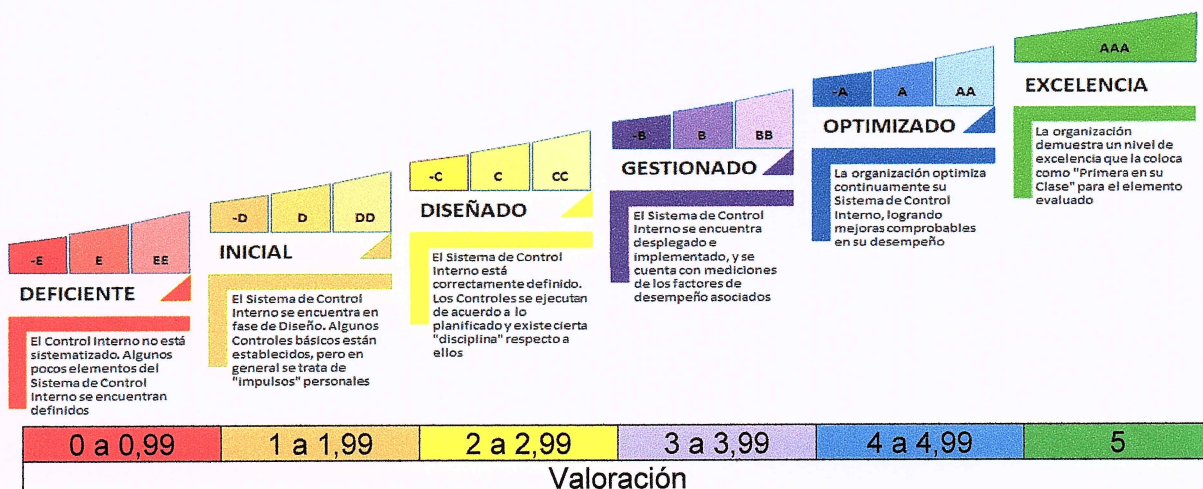 -E E EE
DEFICIENTE
El Control Interno no está
sistematizado. Algunos
pocos elementos del
Sistema de Control
Interno se encuentran
definidos
-D D DD
INICIAL
El Sistema de Control
Interno se encuentra en
fase de Diseño. Algunos
Controles básicos están
establecidos, pero en
general se trata de
"impulsos" personales
-C C CC
DISEÑADO
El Sistema de Control
Interno está
correctamente definido.
Los Controles se ejecutan
de acuerdo a lo
planificado y existe cierta
"disciplina" respecto a
ellos
-B B BB
GESTIONADO
El Sistema de Control
Interno se encuentra
desplegado e
implementado, y se
cuenta con mediciones
de los factores de
desempeño asociados
-A A AA
OPTIMIZADO
La organización optimiza
continuamente su
Sistema de Control
Interno, logrando
mejoras comprobables
en su desempeño
AAA
EXCELENCIA
La organización
demuestra un nivel de
excelencia que la coloca
como "Primera en su
Clase" para el elemento
evaluado
0 a 0,99 1 a 1,99 2 a 2,99 3 a 3,99 4 a 4,99 5
Valoración